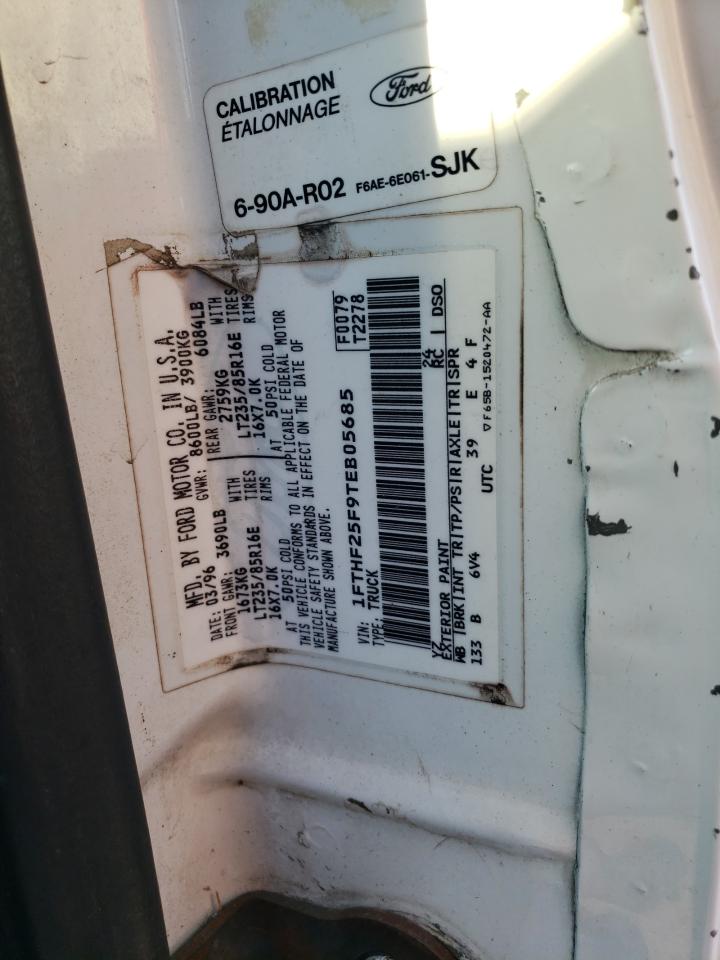 CALIBRATION
ÉTALONNAGE
Ford
6-90A-R02 F6AE-6E061-SJK
MFD. BY FORD MOTOR CO. IN U.S.A.
DATE: 03/96 GVWR: 8600LB/ 3900KG
FRONT GAWR: 3690LB REAR GAWR: 6084LB
1673KG WITH 2759KG WITH
LT235/85R16E TIRES LT235/85R16E TIRES
16X7.0K RIMS 16X7.0K RIMS
AT 50PSI COLD AT 50PSI COLD
THIS VEHICLE CONFORMS TO ALL APPLICABLE FEDERAL MOTOR
VEHICLE SAFETY STANDARDS IN EFFECT ON THE DATE OF
MANUFACTURE SHOWN ABOVE.
VIN: 1FTHF25F9TEB05685 F0079
TYPE: TRUCK T2278
YZ 24
EXTERIOR PAINT RC DSO
WB |BRK|INT TR|TP/PS|R|AXLE|TR|SPR
133 B 6V4 39 E 4 F
UTC ▽F65B-1520472-AA